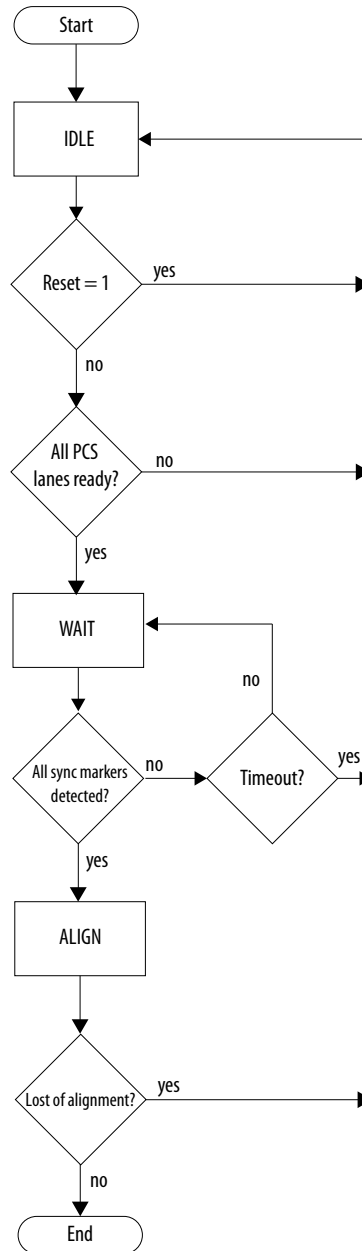 Start
IDLE
Reset = 1
yes
no
All PCS
lanes ready?
no
yes
WAIT
no
All sync markers
detected?
no
Timeout?
yes
yes
ALIGN
Lost of alignment?
yes
no
End